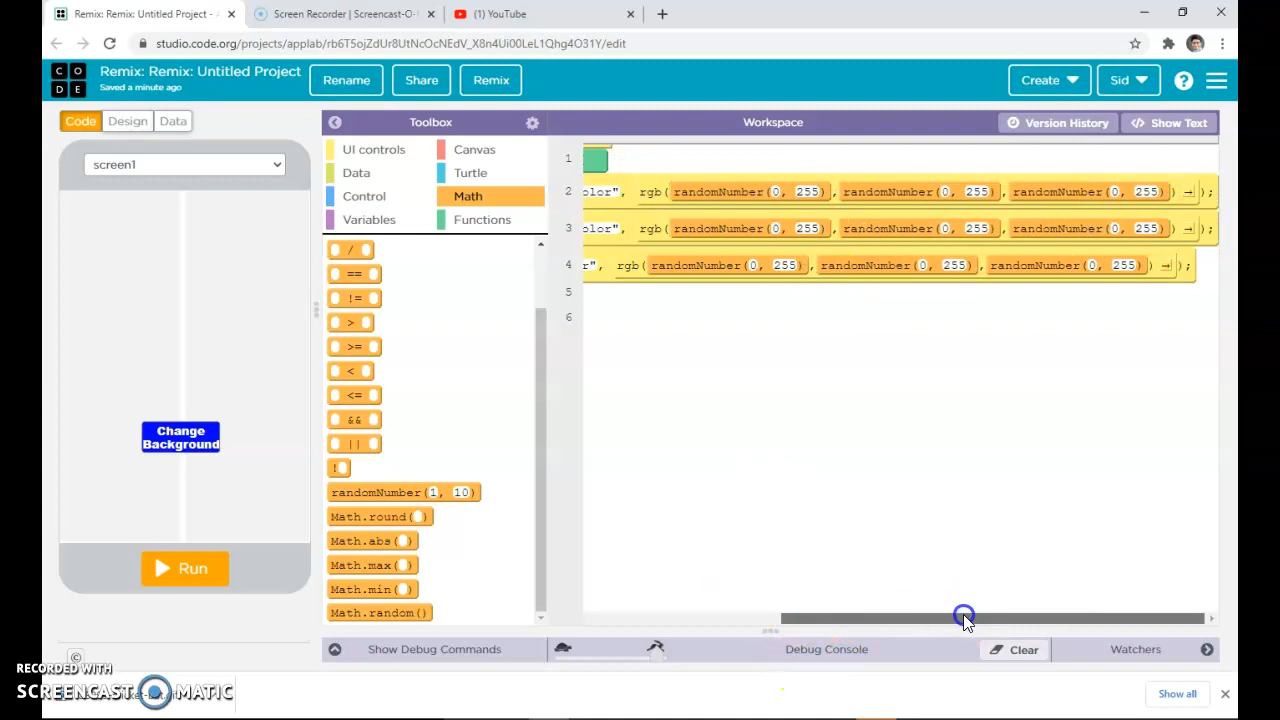 Remix: Remix: Untitled Project -
Screen Recorder | Screencast-O-
(1) YouTube
studio.code.org/projects/applab/rb6T5ojZdUr8UtNcOcNEdV_X8n4Ui00LeL1Qhg4O31Y/edit
C O D E
Remix: Remix: Untitled Project
Saved a minute ago
Rename
Share
Remix
Create
Sid
?
Code
Design
Data
Toolbox
Workspace
Version History
</> Show Text
screen1
UI controls
Canvas
Data
Turtle
Control
Math
Variables
Functions
/
==
!=
>
>=
<
<=
&&
||
!
randomNumber(1, 10)
Math.round( )
Math.abs( )
Math.max( )
Math.min( )
Math.random()
1
2 olor", rgb(randomNumber(0, 255),randomNumber(0, 255),randomNumber(0, 255)) → );
3 olor", rgb(randomNumber(0, 255),randomNumber(0, 255),randomNumber(0, 255)) → );
4 r", rgb(randomNumber(0, 255),randomNumber(0, 255),randomNumber(0, 255)) → );
5
6
Change
Background
Run
Show Debug Commands
Debug Console
Clear
Watchers
©
RECORDED WITH
SCREENCAST MATIC
Show all